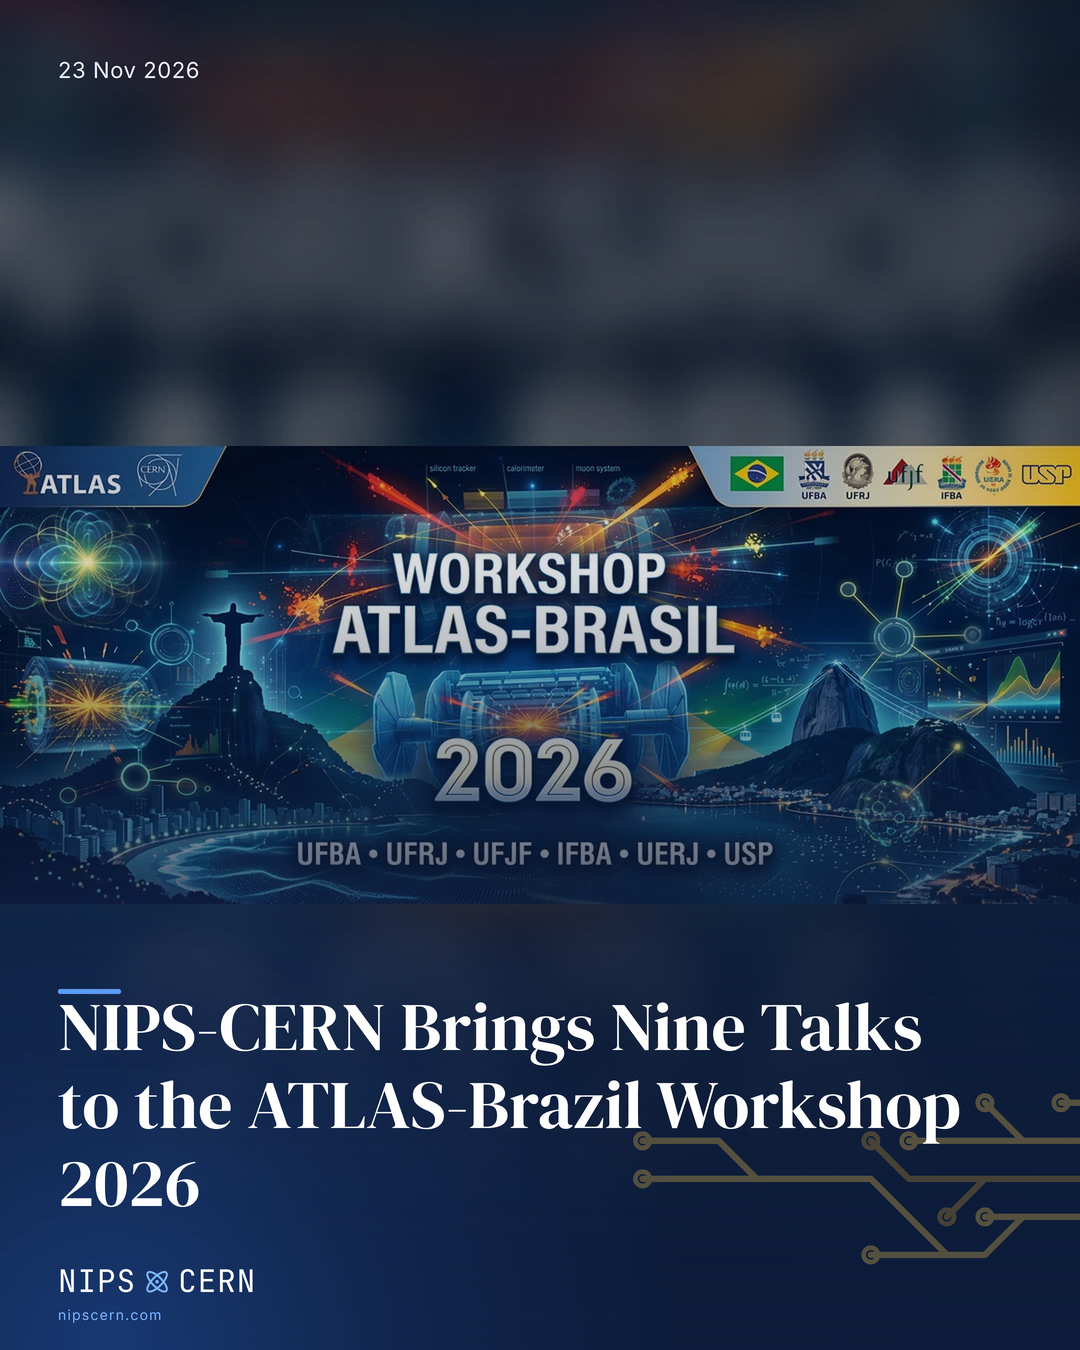 23 Nov 2026
ATLAS
CERN
silicon tracker
calorimeter
muon system
UFBA
UFRJ
ufjf
IFBA
UERJ
USP
WORKSHOP
ATLAS-BRASIL
2026
UFBA • UFRJ • UFJF • IFBA • UERJ • USP
NIPS-CERN Brings Nine Talks
to the ATLAS-Brazil Workshop
2026
NIPS CERN
nipscern.com